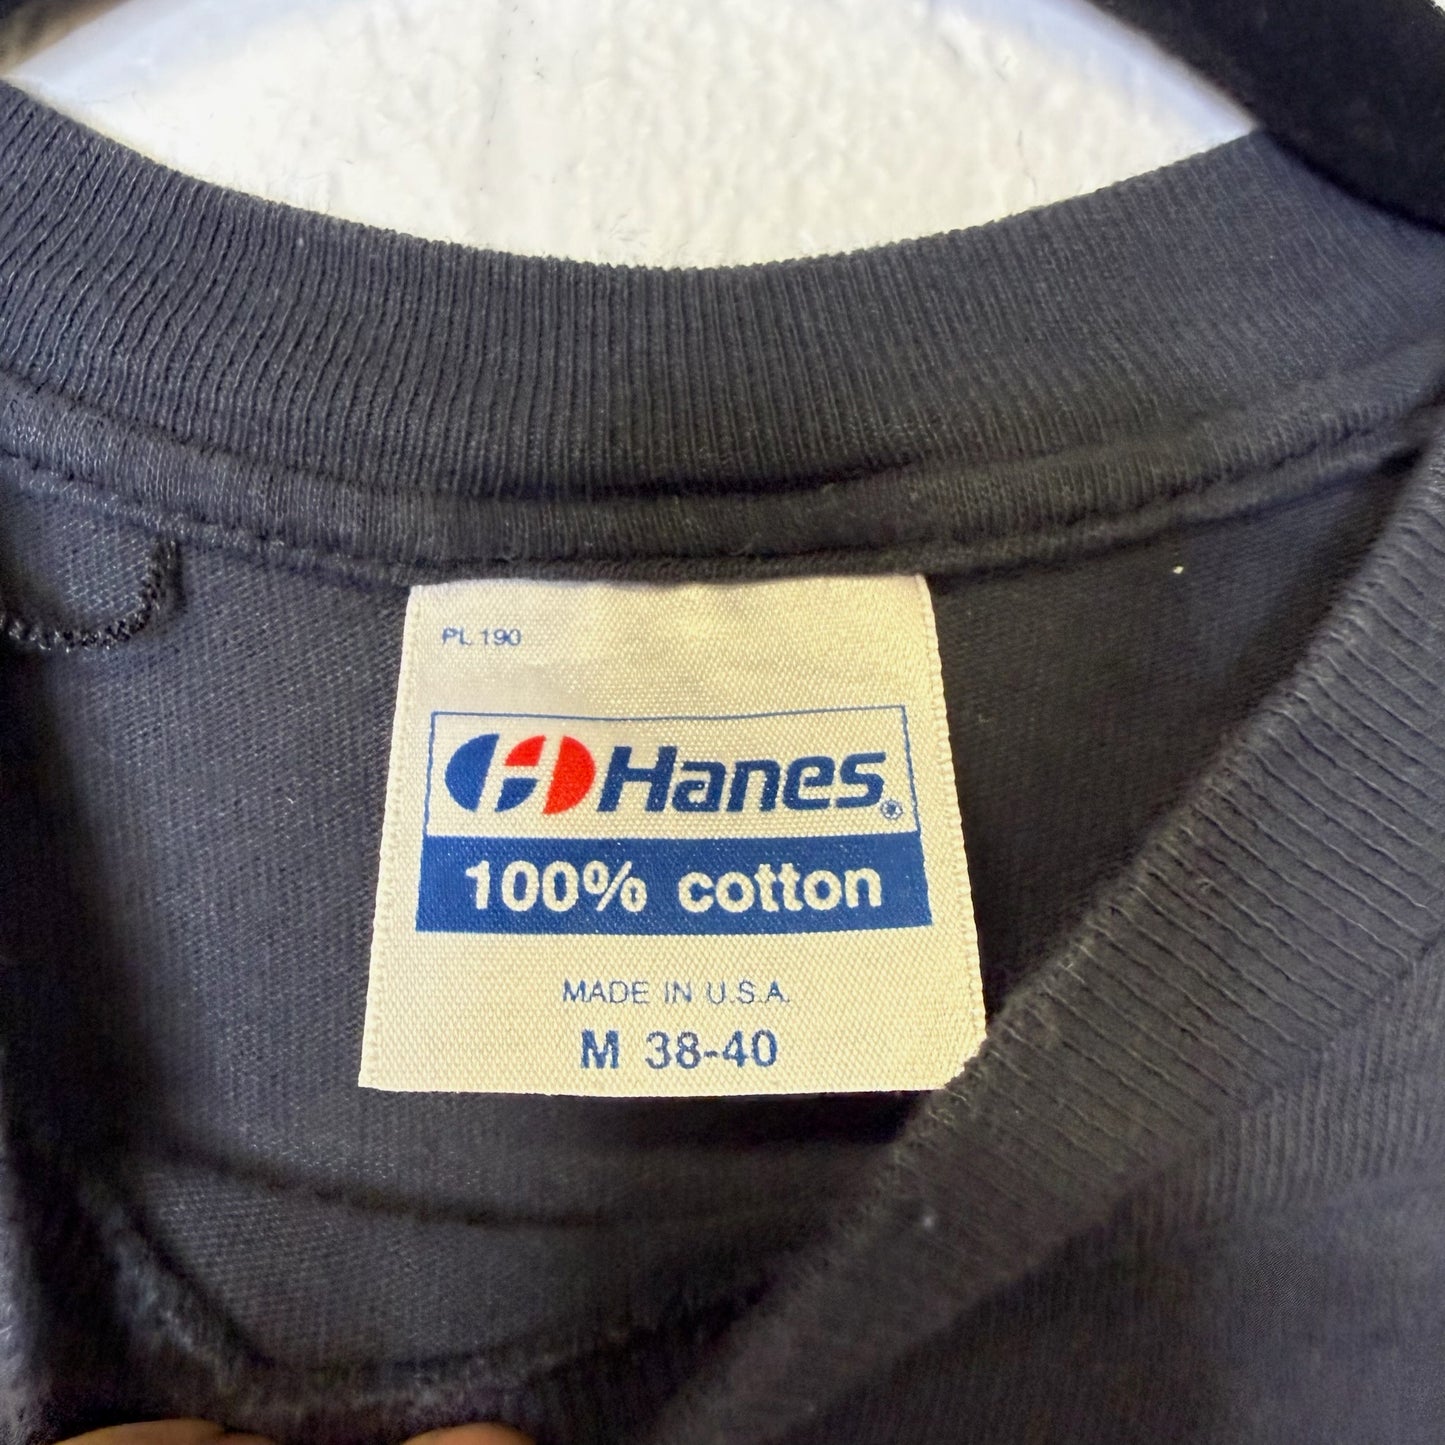 PL 190
Hanes®
100% cotton
MADE IN U.S.A.
M 38-40